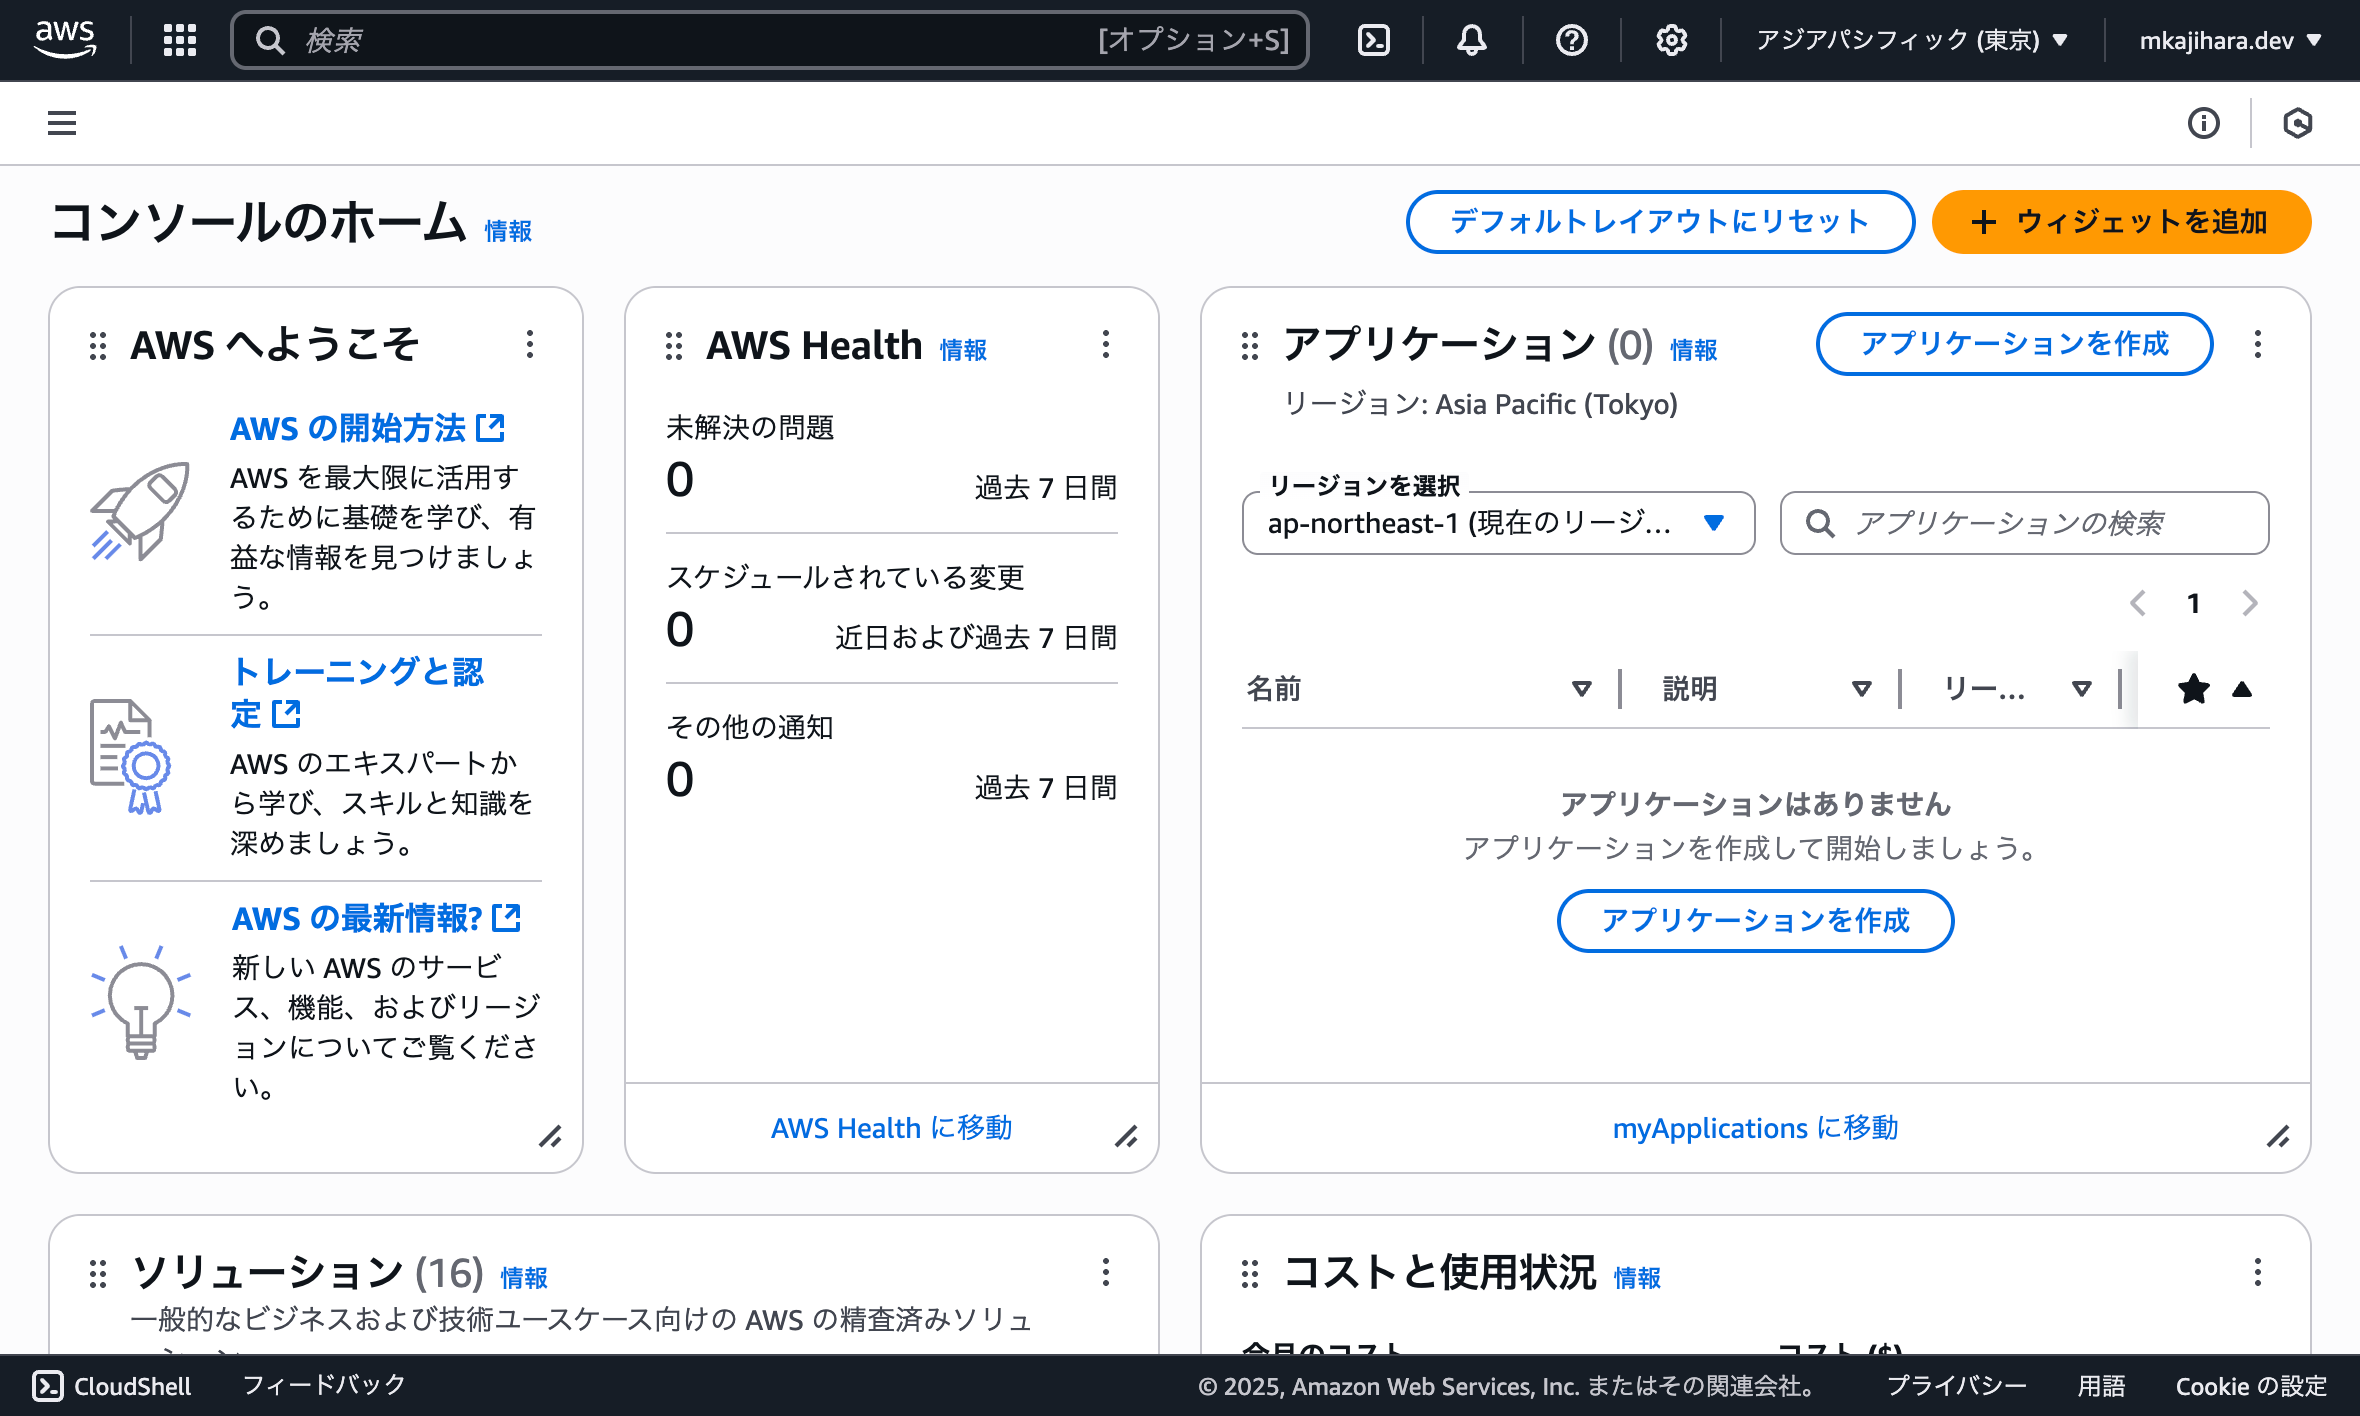 aws
検索
[オプション+S]
アジアパシフィック (東京)
mkajihara.dev
コンソールのホーム 情報
デフォルトレイアウトにリセット
ウィジェットを追加
AWS へようこそ
AWS の開始方法
AWS を最大限に活用す
るために基礎を学び、有
益な情報を見つけましょ
う。
トレーニングと認
定
AWS のエキスパートか
ら学び、スキルと知識を
深めましょう。
AWS の最新情報?
新しい AWS のサービ
ス、機能、およびリージ
ョンについてご覧くださ
い。
AWS Health 情報
未解決の問題
0
過去 7 日間
スケジュールされている変更
0
近日および過去 7 日間
その他の通知
0
過去 7 日間
AWS Health に移動
アプリケーション (0) 情報
アプリケーションを作成
リージョン: Asia Pacific (Tokyo)
リージョンを選択
ap-northeast-1 (現在のリージ...
アプリケーションの検索
1
名前
説明
リー...
アプリケーションはありません
アプリケーションを作成して開始しましょう。
アプリケーションを作成
myApplications に移動
ソリューション (16) 情報
一般的なビジネスおよび技術ユースケース向けの AWS の精査済みソリュ
コストと使用状況 情報
今月のコスト
コスト ($)
CloudShell
フィードバック
© 2025, Amazon Web Services, Inc. またはその関連会社。
プライバシー
用語
Cookie の設定